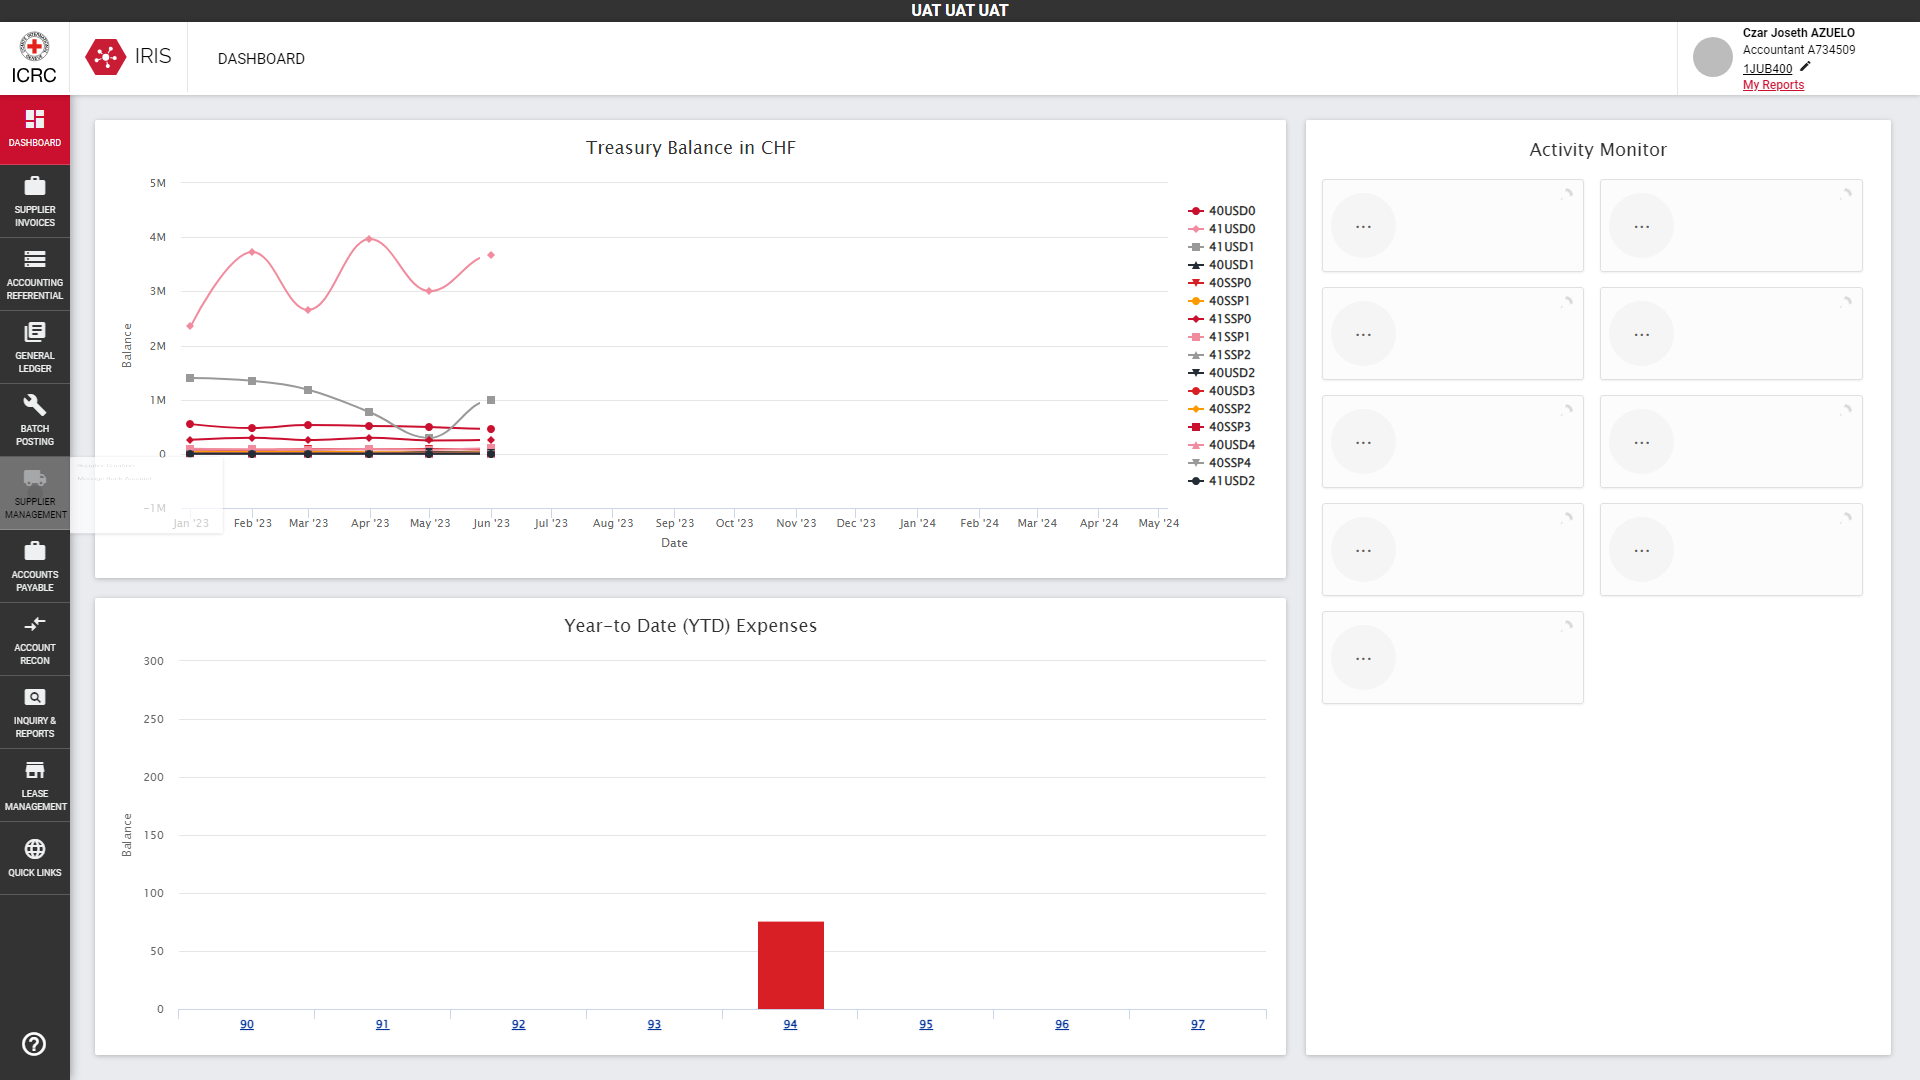 UAT UAT UAT
ICRC
IRIS
DASHBOARD
Czar Joseth AZUELO
Accountant A734509
1JUB400
My Reports
DASHBOARD
SUPPLIER
INVOICES
ACCOUNTING
REFERENTIAL
GENERAL
LEDGER
BATCH
POSTING
SUPPLIER
MANAGEMENT
ACCOUNTS
PAYABLE
ACCOUNT
RECON
INQUIRY &
REPORTS
LEASE
MANAGEMENT
QUICK LINKS
Treasury Balance in CHF
5M
4M
3M
2M
1M
0
-1M
Balance
Jan '23 Feb '23 Mar '23 Apr '23 May '23 Jun '23 Jul '23 Aug '23 Sep '23 Oct '23 Nov '23 Dec '23 Jan '24 Feb '24 Mar '24 Apr '24 May '24
Date
40USD0
41USD0
41USD1
40USD1
40SSP0
40SSP1
41SSP0
41SSP1
41SSP2
40USD2
40USD3
40SSP2
40SSP3
40USD4
40SSP4
41USD2
Year-to Date (YTD) Expenses
300
250
200
150
100
50
0
Balance
90 91 92 93 94 95 96 97
Activity Monitor
... ...
... ...
... ...
... ...
...